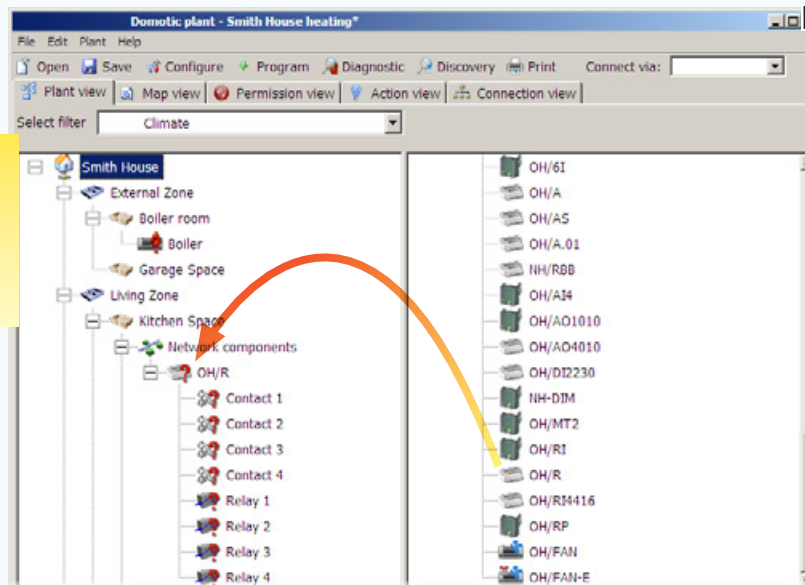 Domotic plant - Smith House heating*
File Edit Plant Help
Open Save Configure Program Diagnostic Discovery Print Connect via:
Plant view Map view Permission view Action view Connection view
Select filter Climate
Smith House
External Zone
Boiler room
Boiler
Garage Space
Living Zone
Kitchen Space
Network components
OH/R
Contact 1
Contact 2
Contact 3
Contact 4
Relay 1
Relay 2
Relay 3
Relay 4
OH/6I
OH/A
OH/AS
OH/A.01
NH/RBB
OH/AI4
OH/AO1010
OH/AO4010
OH/DI2230
NH-DIM
OH/MT2
OH/RI
OH/R
OH/RI4416
OH/RP
OH/FAN
OH/FAN-E